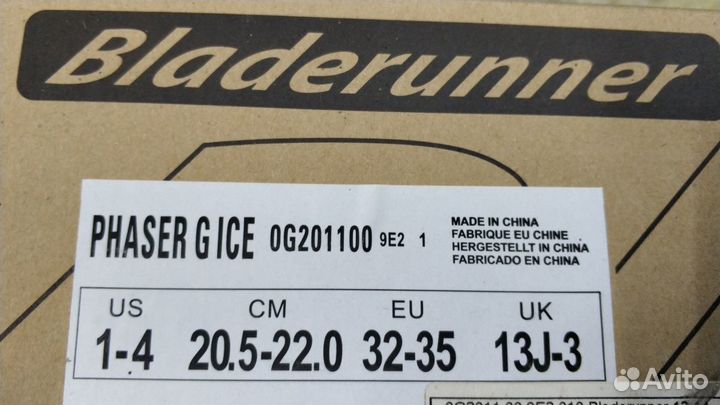 Bladerunner
PHASER G ICE 0G201100 9E2 1
MADE IN CHINA
FABRIQUE EU CHINE
HERGESTELLT IN CHINA
FABRICADO EN CHINA
US CM EU UK
1-4 20.5-22.0 32-35 13J-3
Avito